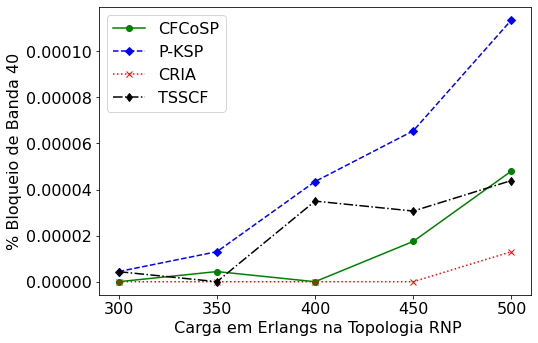 CFCoSP
P-KSP
CRIA
TSSCF
% Bloqueio de Banda 40
0.00010
0.00008
0.00006
0.00004
0.00002
0.00000
300 350 400 450 500
Carga em Erlangs na Topologia RNP